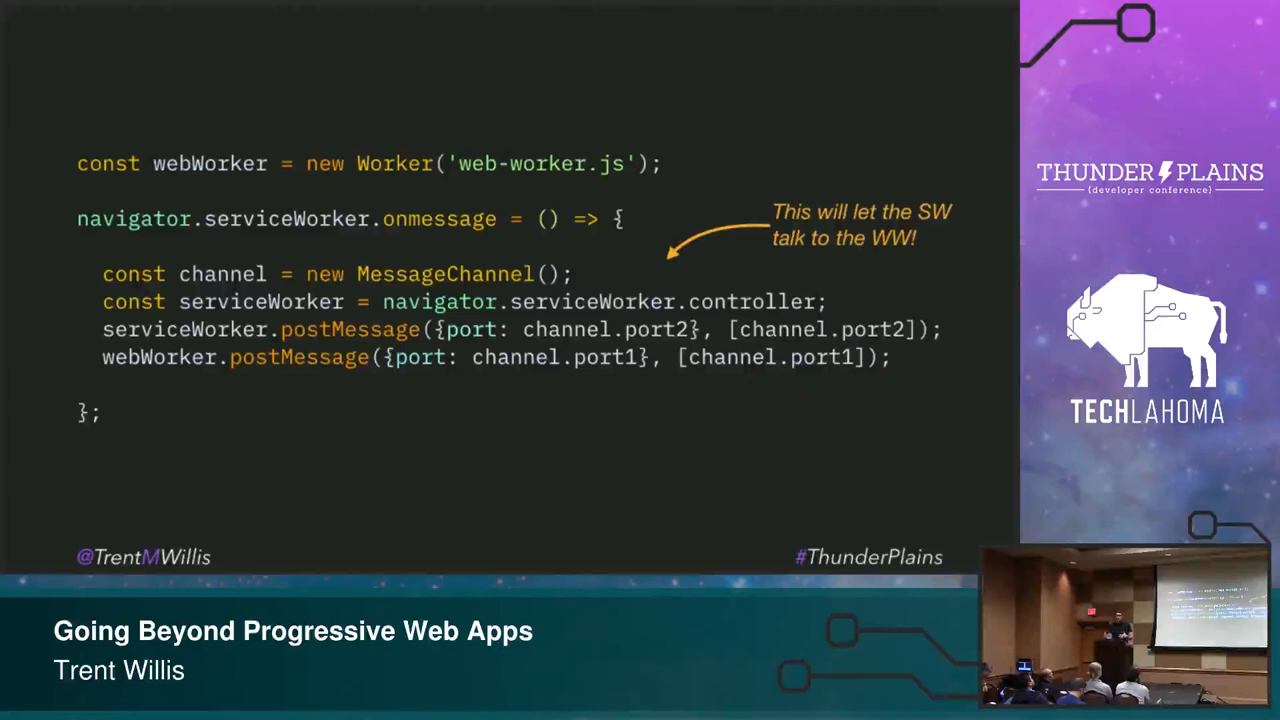 const webWorker = new Worker('web-worker.js');
navigator.serviceWorker.onmessage = () => {
This will let the SW
talk to the WW!
const channel = new MessageChannel();
const serviceWorker = navigator.serviceWorker.controller;
serviceWorker.postMessage({port: channel.port2}, [channel.port2]);
webWorker.postMessage({port: channel.port1}, [channel.port1]);
};
@TrentMWillis
#ThunderPlains
THUNDER PLAINS
{developer conference}
TECHLAHOMA
Going Beyond Progressive Web Apps
Trent Willis